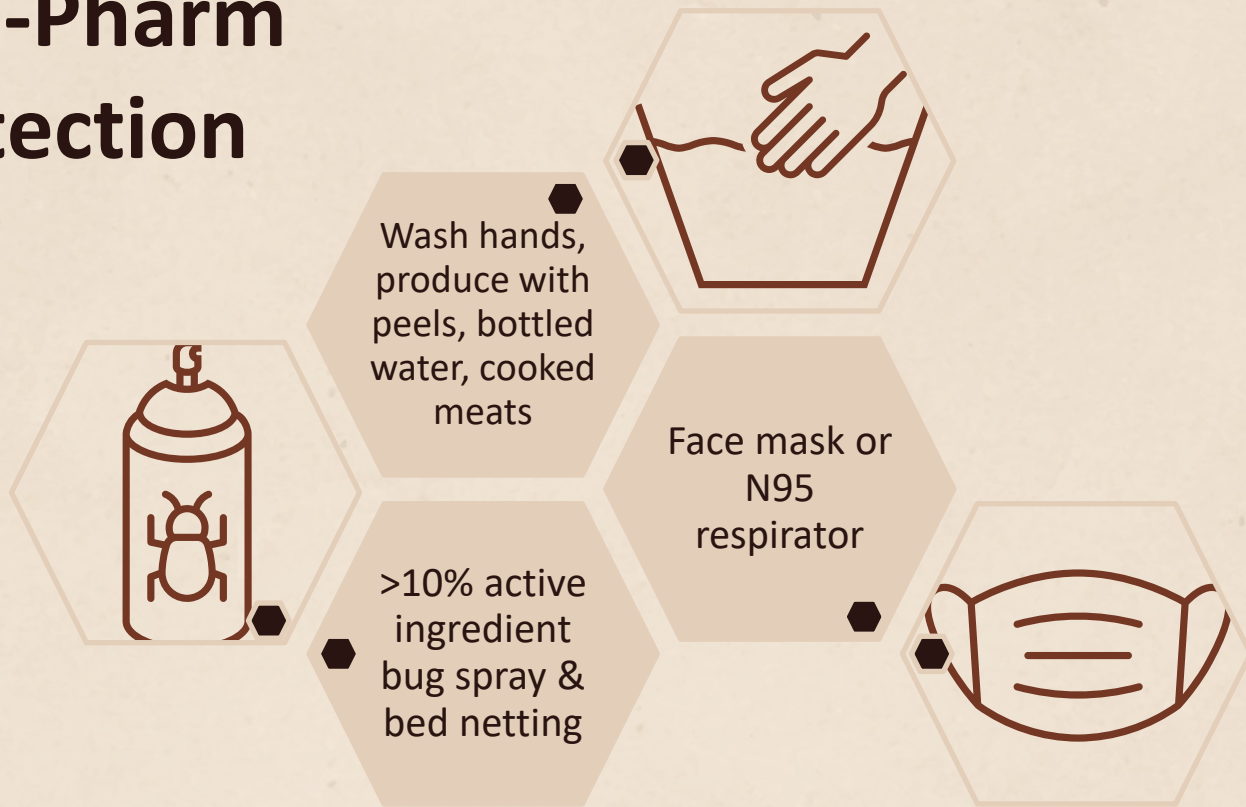 -Pharm
tection
Wash hands,
produce with
peels, bottled
water, cooked
meats
Face mask or
N95
respirator
>10% active
ingredient
bug spray &
bed netting